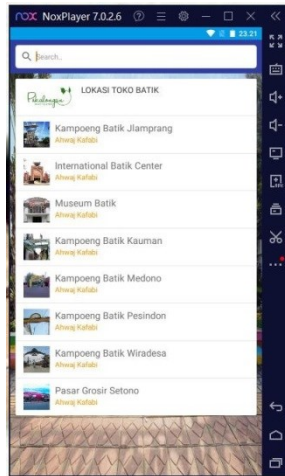 nox NoxPlayer 7.0.2.6
23.21
Search..
Pekalongan
LOKASI TOKO BATIK
Kampoeng Batik Jlamprang
Ahwaj Kafabi
International Batik Center
Ahwaj Kafabi
Museum Batik
Ahwaj Kafabi
Kampoeng Batik Kauman
Ahwaj Kafabi
Kampoeng Batik Medono
Ahwaj Kafabi
Kampoeng Batik Pesindon
Ahwaj Kafabi
Kampoeng Batik Wiradesa
Ahwaj Kafabi
Pasar Grosir Setono
Ahwaj Kafabi